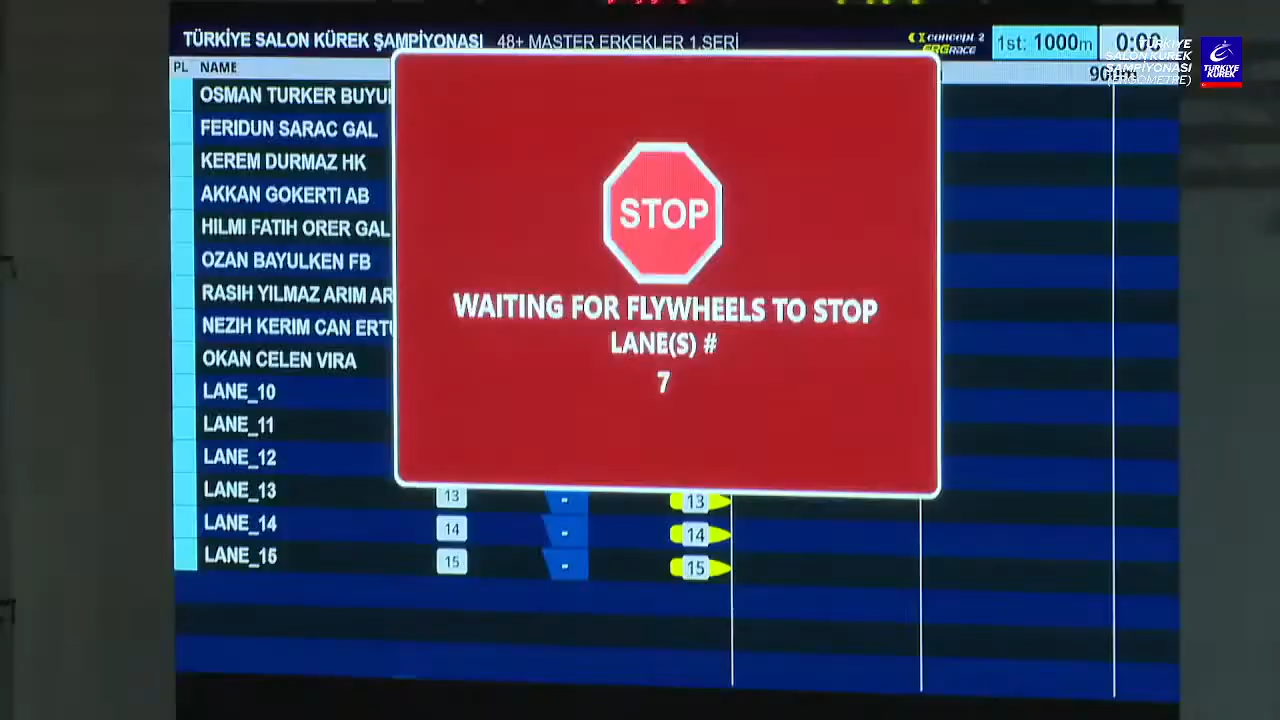 TÜRKİYE SALON KÜREK ŞAMPİYONASI 48+ MASTER ERKEKLER 1.SERİ
concept 2
ERGRACE
1st: 1000m
0:00
TÜRKİYE
SALON KÜREK
ŞAMPİYONASI
(ERGOMETRE)
TÜRKİYE
KÜREK
PL NAME
OSMAN TURKER
FERIDUN SARAC GAL
KEREM DURMAZ HK
AKKAN GOKERTI AB
HILMI FATIH ORER GAL
OZAN BAYULKEN FB
RASIH YILMAZ ARIM
NEZIH KERIM CAN
OKAN CELEN VIRA
LANE_10
LANE_11
LANE_12
LANE_13 13 - 13
LANE_14 14 - 14
LANE_15 15 - 15
STOP
WAITING FOR FLYWHEELS TO STOP
LANE(S) #
7